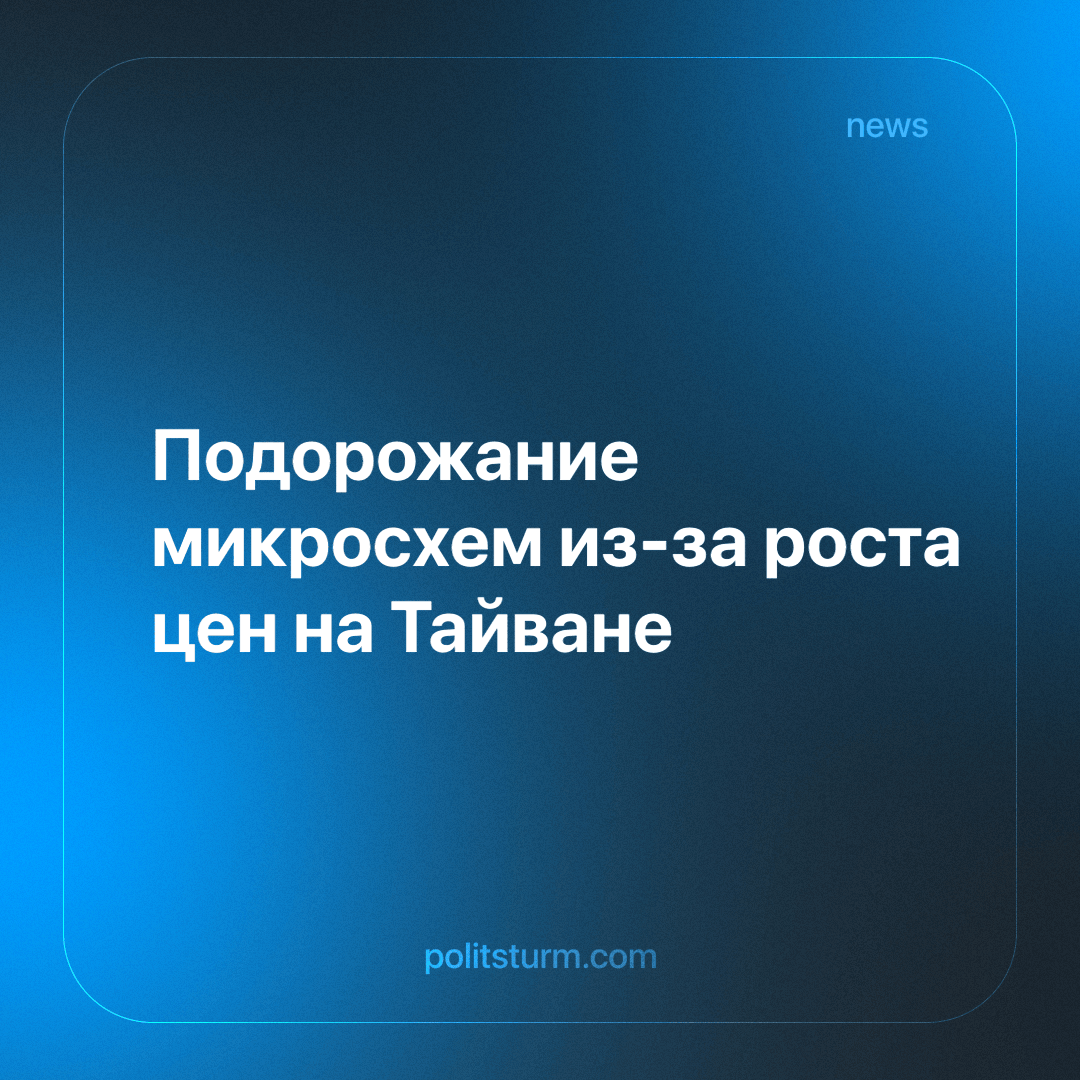 news
Подорожание
микросхем из-за роста
цен на Тайване
politsturm.com